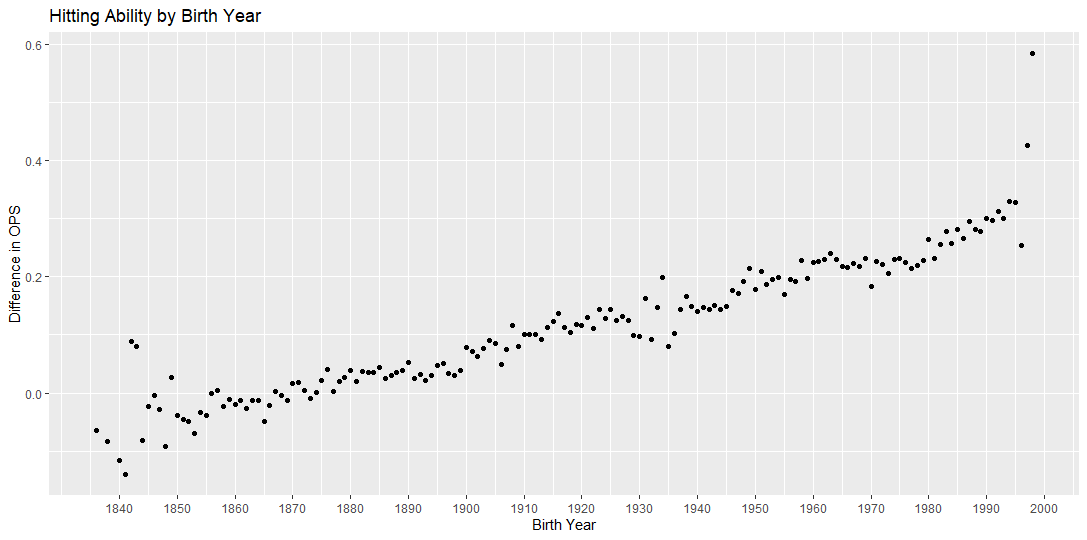 Hitting Ability by Birth Year
0.6
0.4
0.2
0.0
Difference in OPS
1840 1850 1860 1870 1880 1890 1900 1910 1920 1930 1940 1950 1960 1970 1980 1990 2000
Birth Year